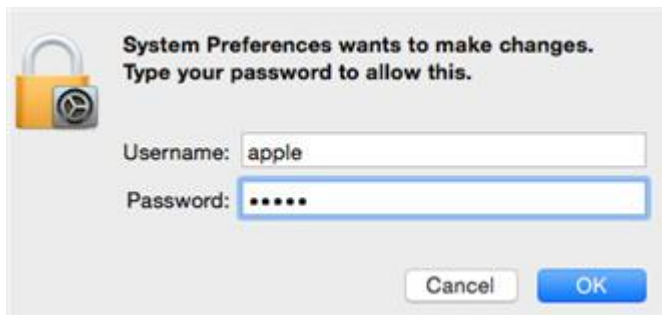 System Preferences wants to make changes.
Type your password to allow this.
Username: apple
Password: •••••
Cancel OK